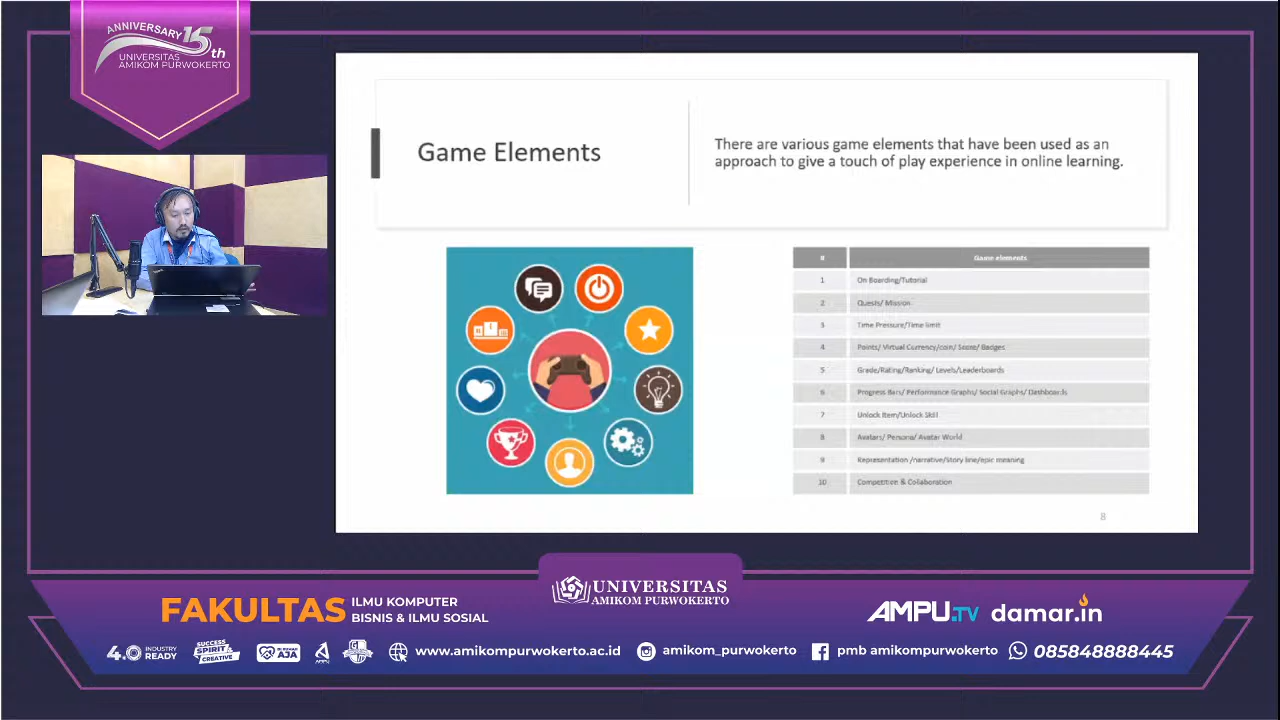 ANNIVERSARY 15th
UNIVERSITAS
AMIKOM PURWOKERTO
Game Elements
There are various game elements that have been used as an
approach to give a touch of play experience in online learning.
# Game elements
1 On Boarding/Tutorial
2 Quests/ Mission
3 Time Pressure/Time limit
4 Points/ Virtual Currency/coin/ Score/ Badges
5 Grade/Rating/Ranking/ Levels/Leaderboards
6 Progress Bars/ Performance Graphs/ Social Graphs/ Dashboards
7 Unlock Item/Unlock Skill
8 Avatars/ Persona/ Avatar World
9 Representation /narrative/Story line/epic meaning
10 Competition & Collaboration
8
UNIVERSITAS
AMIKOM PURWOKERTO
FAKULTAS
ILMU KOMPUTER
BISNIS & ILMU SOSIAL
AMPU.TV damar.in
4.0 INDUSTRY READY
SUCCESS SPIRIT CREATIVE
AJA
www.amikompurwokerto.ac.id
amikom_purwokerto
pmb amikompurwokerto
085848888445